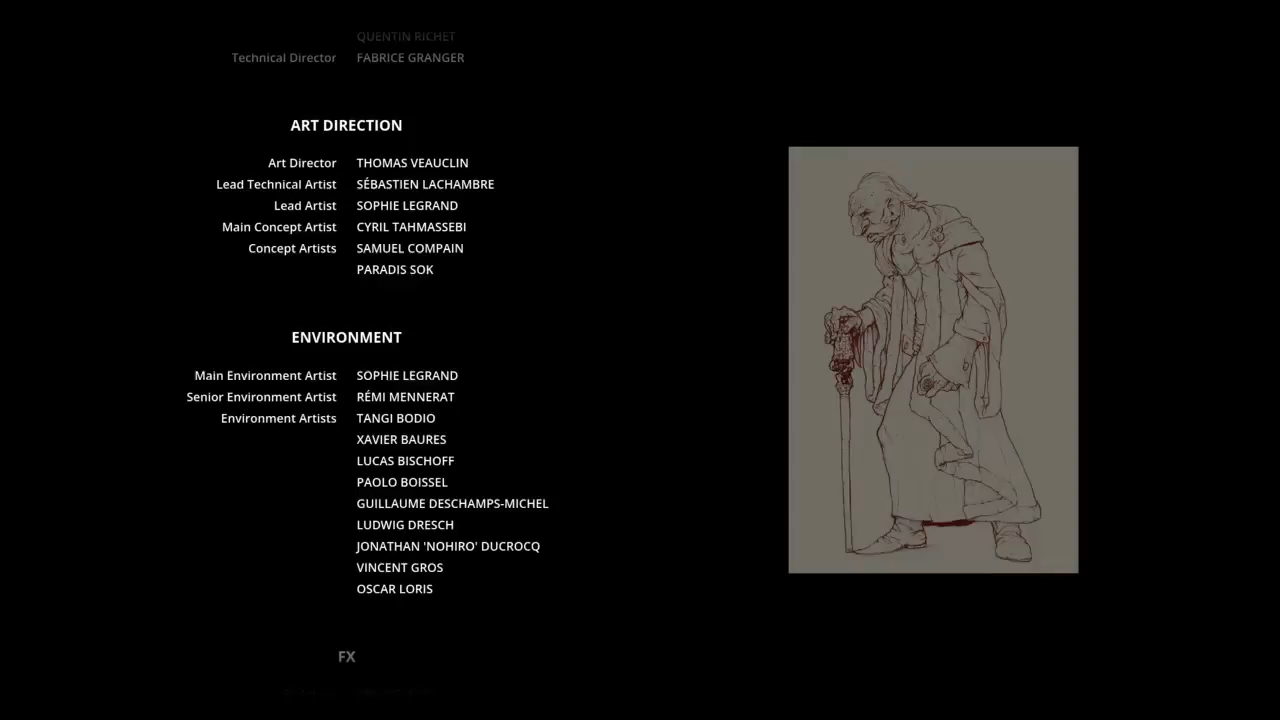 QUENTIN RICHET
Technical Director FABRICE GRANGER
ART DIRECTION
Art Director THOMAS VEAUCLIN
Lead Technical Artist SÉBASTIEN LACHAMBRE
Lead Artist SOPHIE LEGRAND
Main Concept Artist CYRIL TAHMASSEBI
Concept Artists SAMUEL COMPAIN
PARADIS SOK
ENVIRONMENT
Main Environment Artist SOPHIE LEGRAND
Senior Environment Artist RÉMI MENNERAT
Environment Artists TANGI BODIO
XAVIER BAURES
LUCAS BISCHOFF
PAOLO BOISSEL
GUILLAUME DESCHAMPS-MICHEL
LUDWIG DRESCH
JONATHAN 'NOHIRO' DUCROCQ
VINCENT GROS
OSCAR LORIS
FX